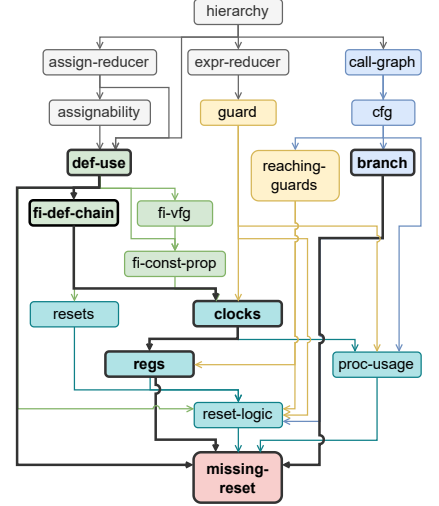 hierarchy
assign-reducer
expr-reducer
call-graph
assignability
guard
cfg
def-use
reaching-
guards
branch
fi-def-chain
fi-vfg
fi-const-prop
resets
clocks
regs
proc-usage
reset-logic
missing-
reset